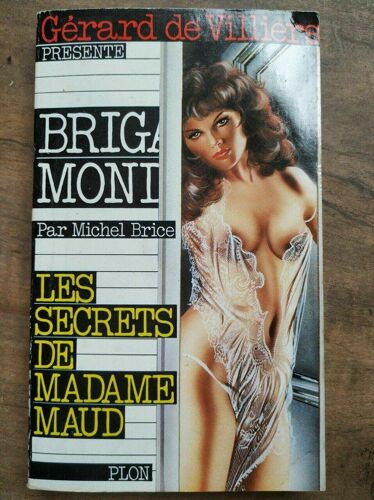 Gérard de Villiers
PRÉSENTE
BRIGA
MONI
Par Michel Brice
LES
SECRETS
DE
MADAME
MAUD
PLON